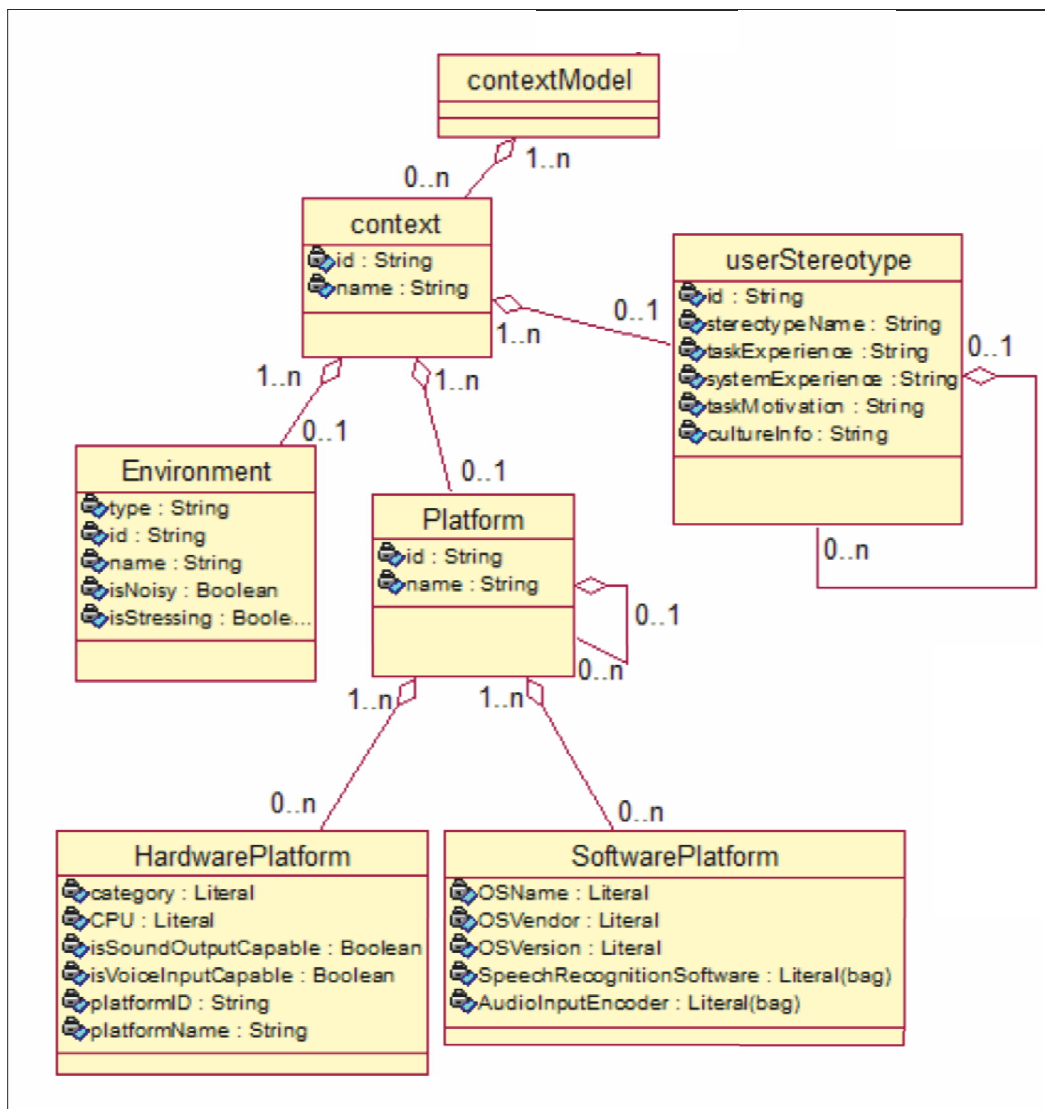 contextModel
1..n
0..n
context
id : String
name : String
1..n
0..1
userStereotype
id : String
stereotypeName : String
taskExperience : String
systemExperience : String
taskMotivation : String
cultureInfo : String
0..1
0..n
1..n
0..1
1..n
0..1
Environment
type : String
id : String
name : String
isNoisy : Boolean
isStressing : Boole...
Platform
id : String
name : String
0..1
0..n
1..n
1..n
0..n
0..n
HardwarePlatform
category : Literal
CPU : Literal
isSoundOutputCapable : Boolean
isVoiceInputCapable : Boolean
platformID : String
platformName : String
SoftwarePlatform
OSName : Literal
OSVendor : Literal
OSVersion : Literal
SpeechRecognitionSoftware : Literal(bag)
AudioInputEncoder : Literal(bag)